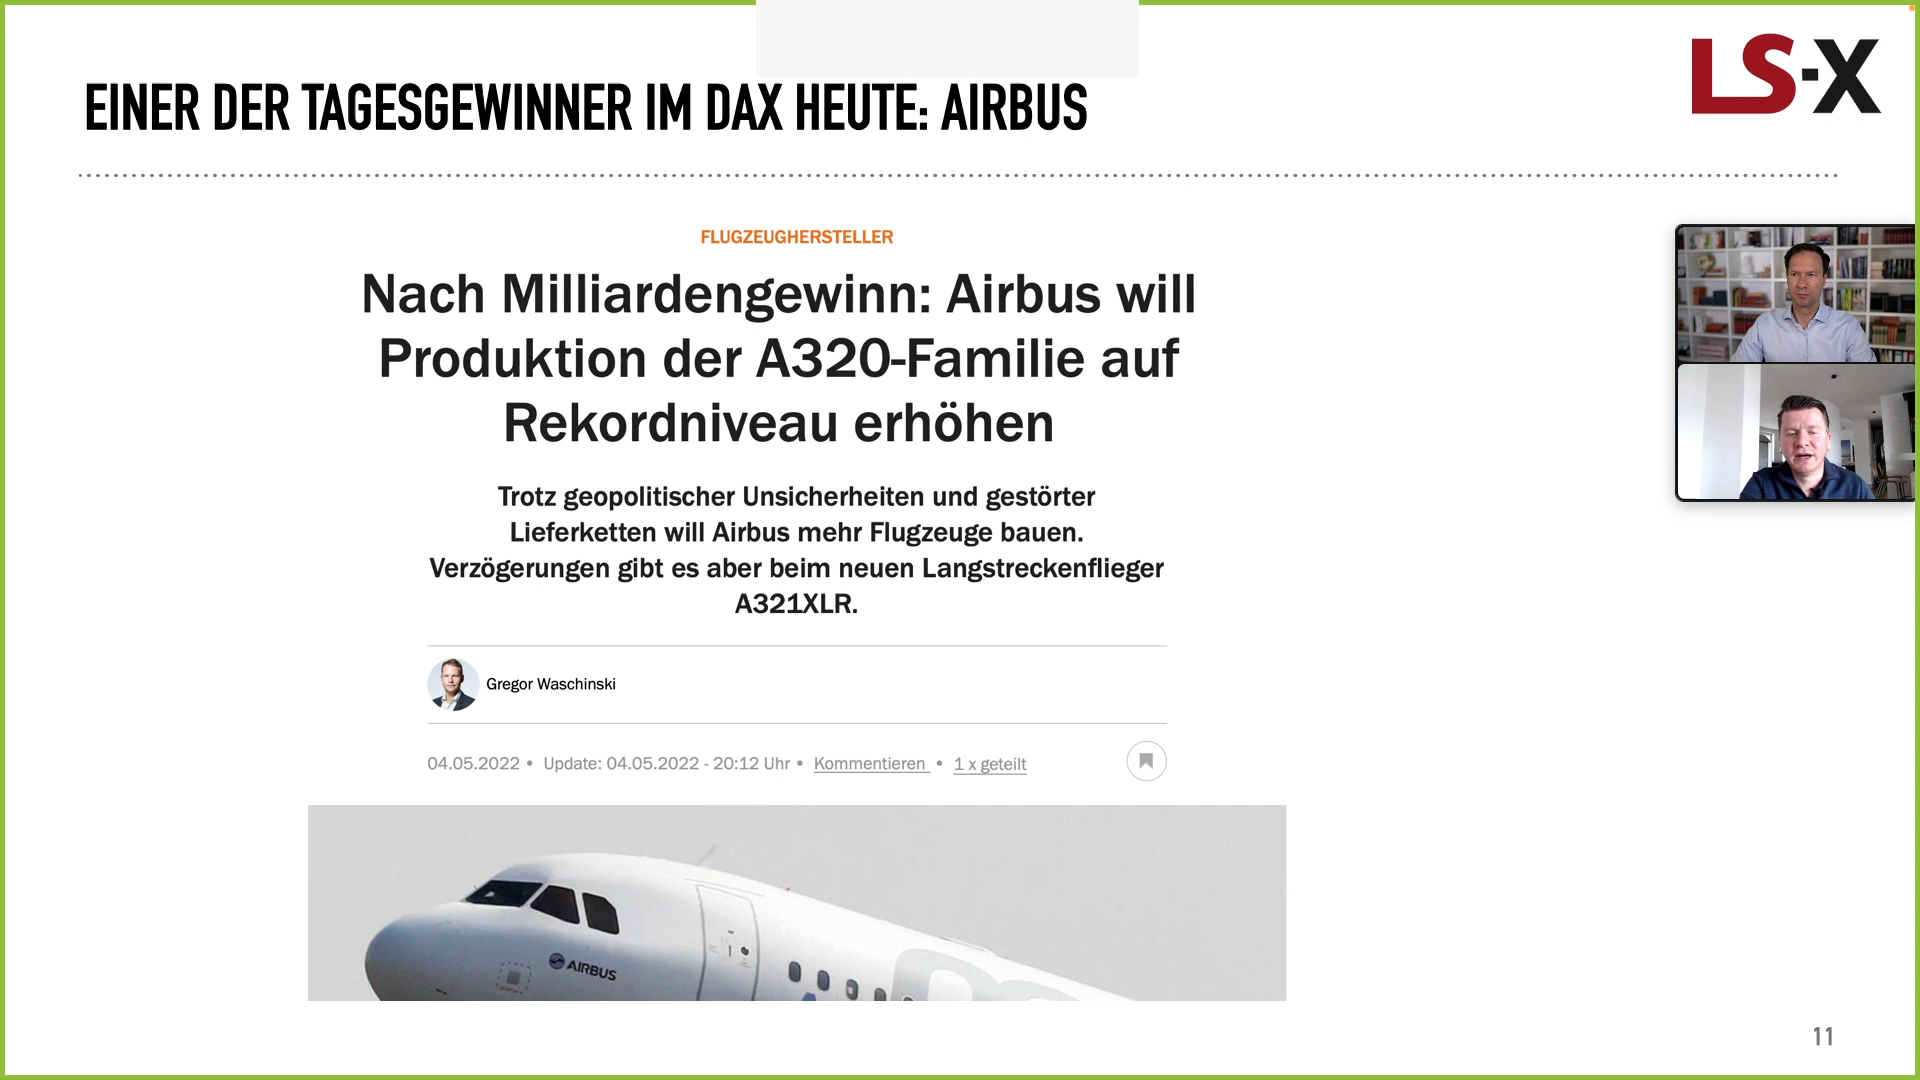 EINER DER TAGESGEWINNER IM DAX HEUTE: AIRBUS
LS-X
FLUGZEUGHERSTELLER
Nach Milliardengewinn: Airbus will
Produktion der A320-Familie auf
Rekordniveau erhöhen
Trotz geopolitischer Unsicherheiten und gestörter
Lieferketten will Airbus mehr Flugzeuge bauen.
Verzögerungen gibt es aber beim neuen Langstreckenflieger
A321XLR.
Gregor Waschinski
04.05.2022 • Update: 04.05.2022 - 20:12 Uhr • Kommentieren • 1 x geteilt
AIRBUS
11